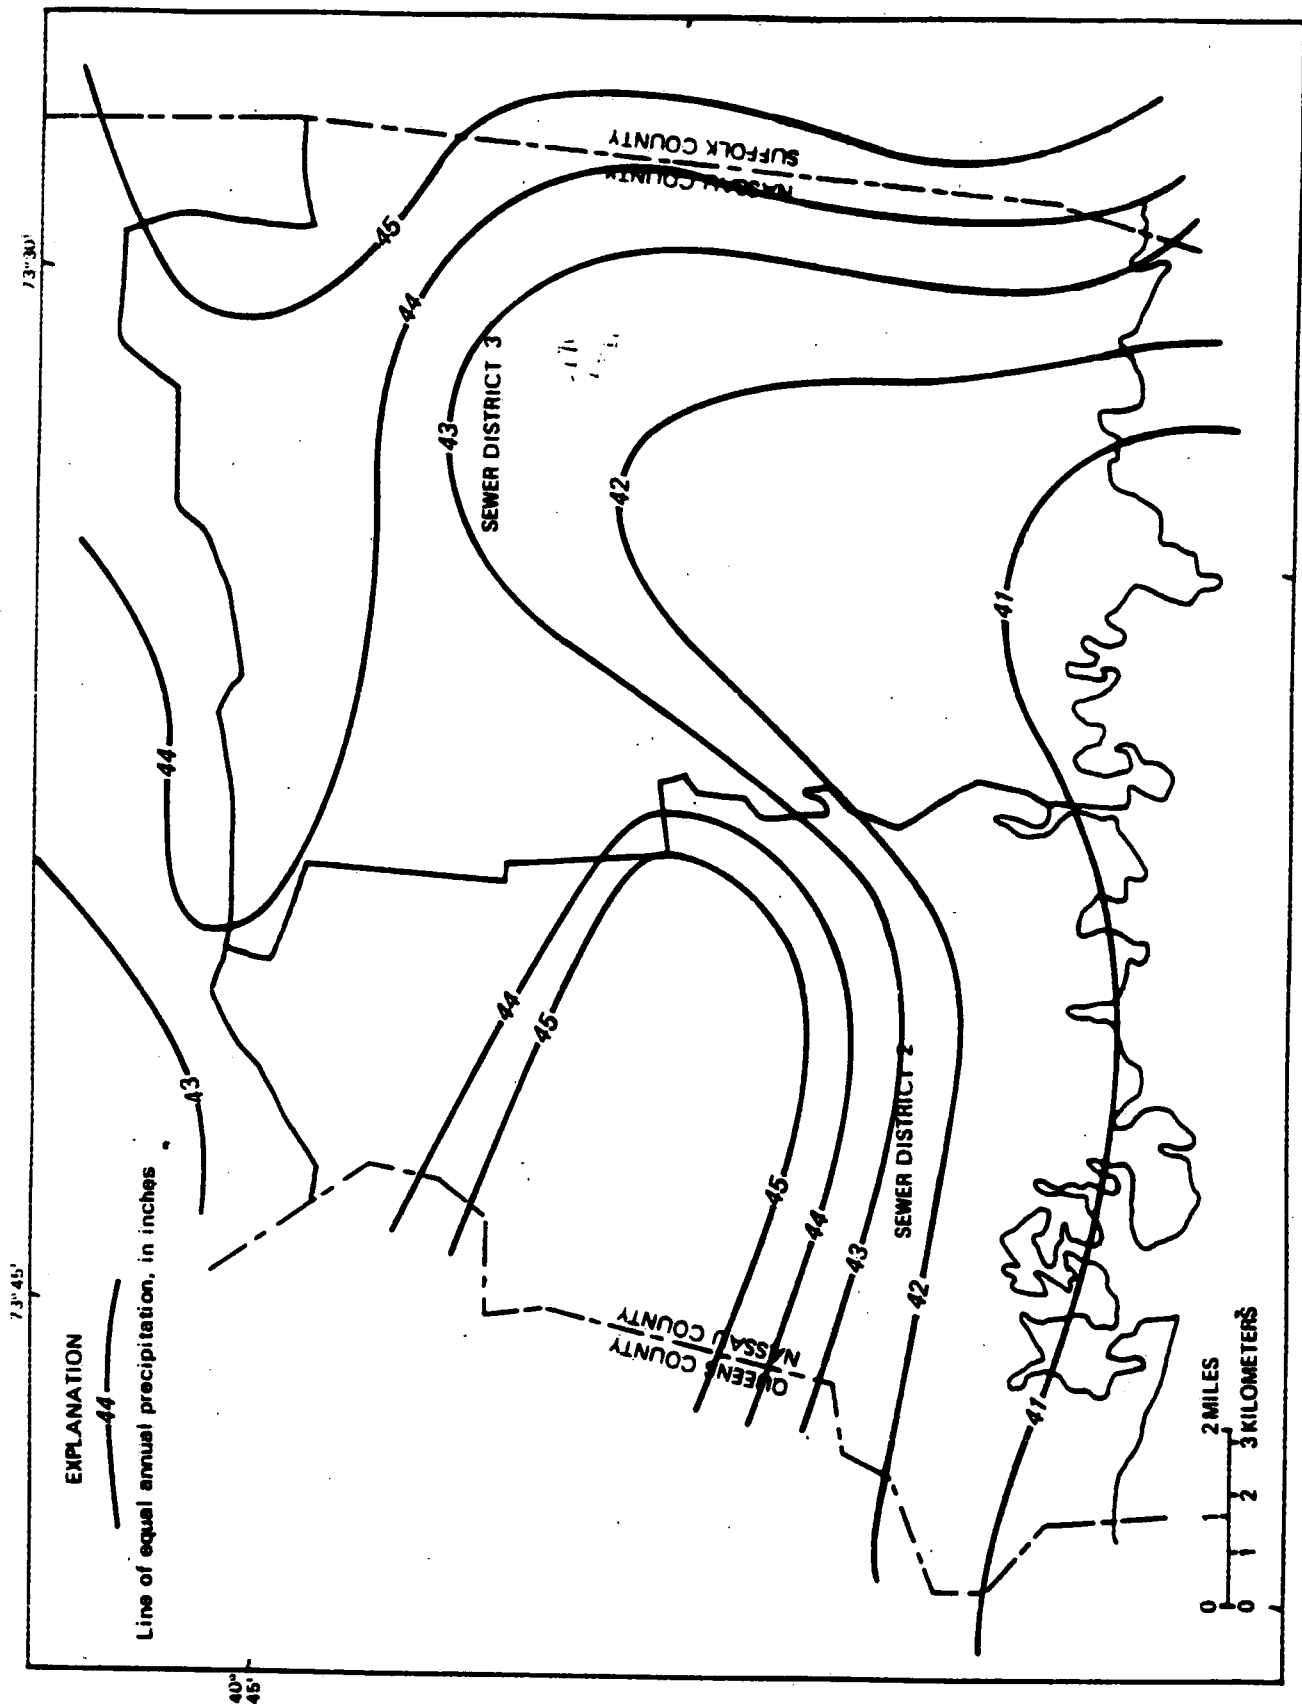 EXPLANATION
44
Line of equal annual precipitation, in inches
73°45'
73°30'
40°
45'
43
44
44
45
44
45
43
SEWER DISTRICT 3
42
41
45
44
43
42
41
SEWER DISTRICT 2
QUEENS COUNTY
NASSAU COUNTY
NASSAU COUNTY
SUFFOLK COUNTY
0 1 2 MILES
0 1 2 3 KILOMETERS